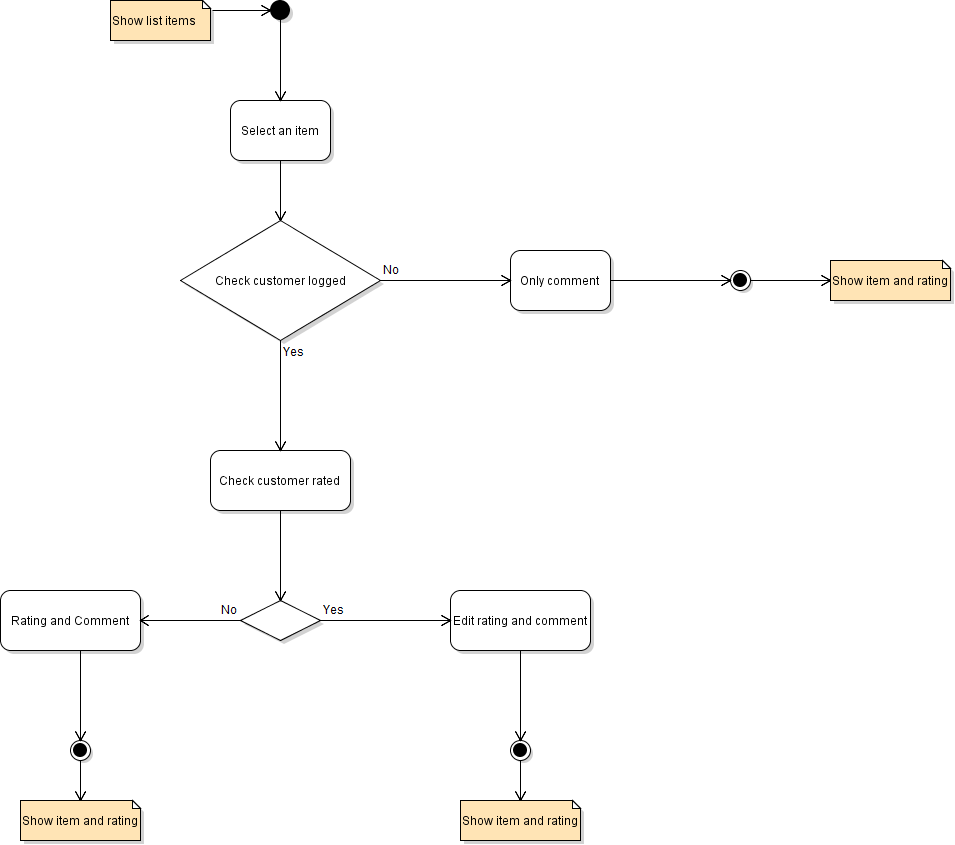 Show list items
Select an item
Check customer logged
No
Only comment
Show item and rating
Yes
Check customer rated
No
Yes
Rating and Comment
Edit rating and comment
Show item and rating
Show item and rating